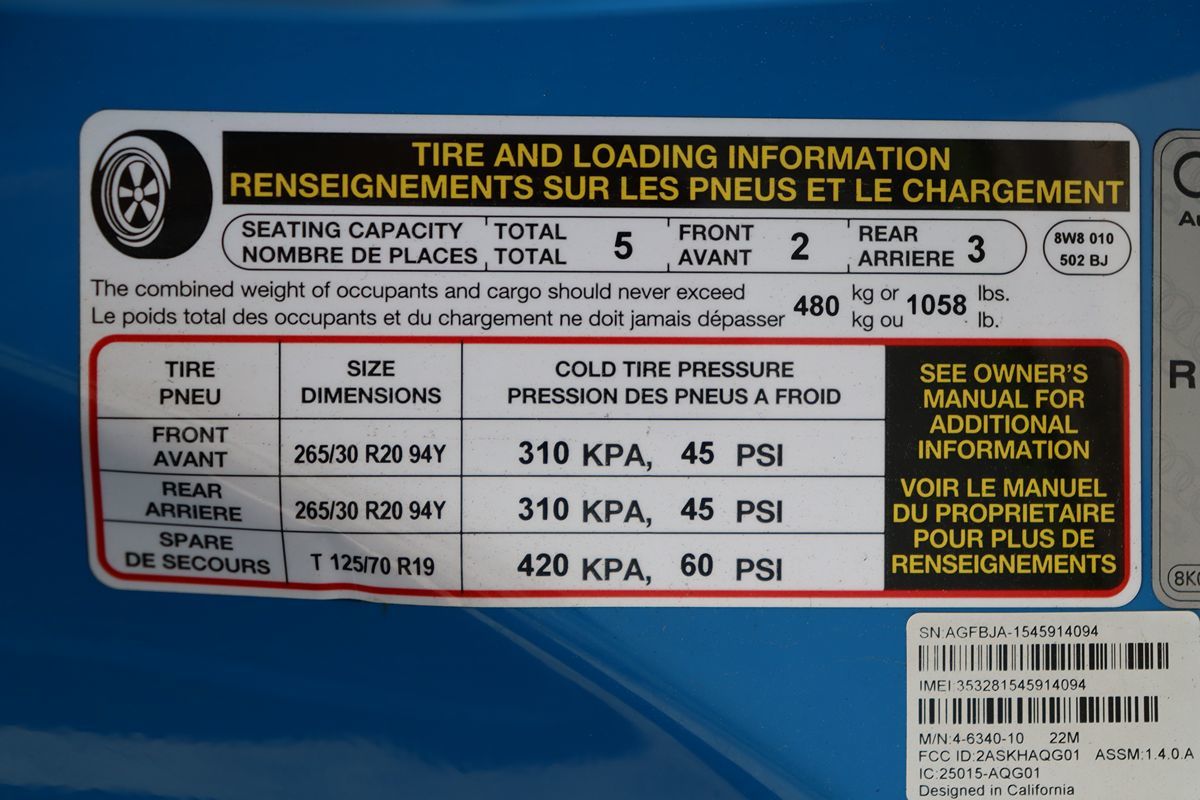 TIRE AND LOADING INFORMATION
RENSEIGNEMENTS SUR LES PNEUS ET LE CHARGEMENT
SEATING CAPACITY TOTAL 5 FRONT 2 REAR 3
NOMBRE DE PLACES TOTAL AVANT ARRIERE
8W8 010
502 BJ
The combined weight of occupants and cargo should never exceed 480 kg or 1058 lbs.
Le poids total des occupants et du chargement ne doit jamais dépasser kg ou lb.
TIRE SIZE COLD TIRE PRESSURE
PNEU DIMENSIONS PRESSION DES PNEUS A FROID
FRONT
AVANT 265/30 R20 94Y 310 KPA, 45 PSI
REAR
ARRIERE 265/30 R20 94Y 310 KPA, 45 PSI
SPARE
DE SECOURS T 125/70 R19 420 KPA, 60 PSI
SEE OWNER'S
MANUAL FOR
ADDITIONAL
INFORMATION
VOIR LE MANUEL
DU PROPRIETAIRE
POUR PLUS DE
RENSEIGNEMENTS
SN:AGFBJA-1545914094
IMEI:353281545914094
M/N:4-6340-10 22M
FCC ID:2ASKHAQG01 ASSM:1.4.0.A
IC:25015-AQG01
Designed in California